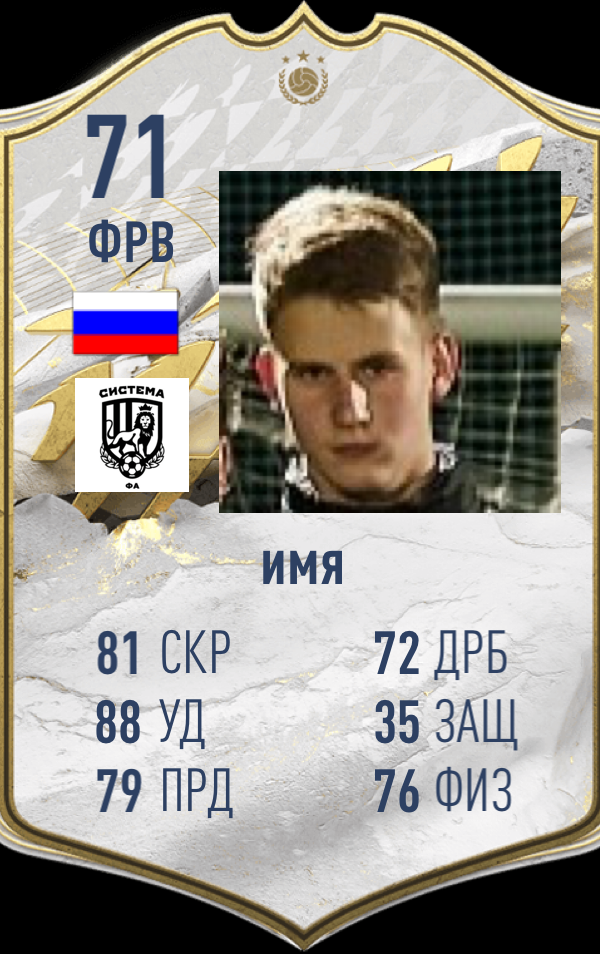 71
ФРВ
СИСТЕМА
ФА
ИМЯ
81 СКР
88 УД
79 ПРД
72 ДРБ
35 ЗАЩ
76 ФИЗ